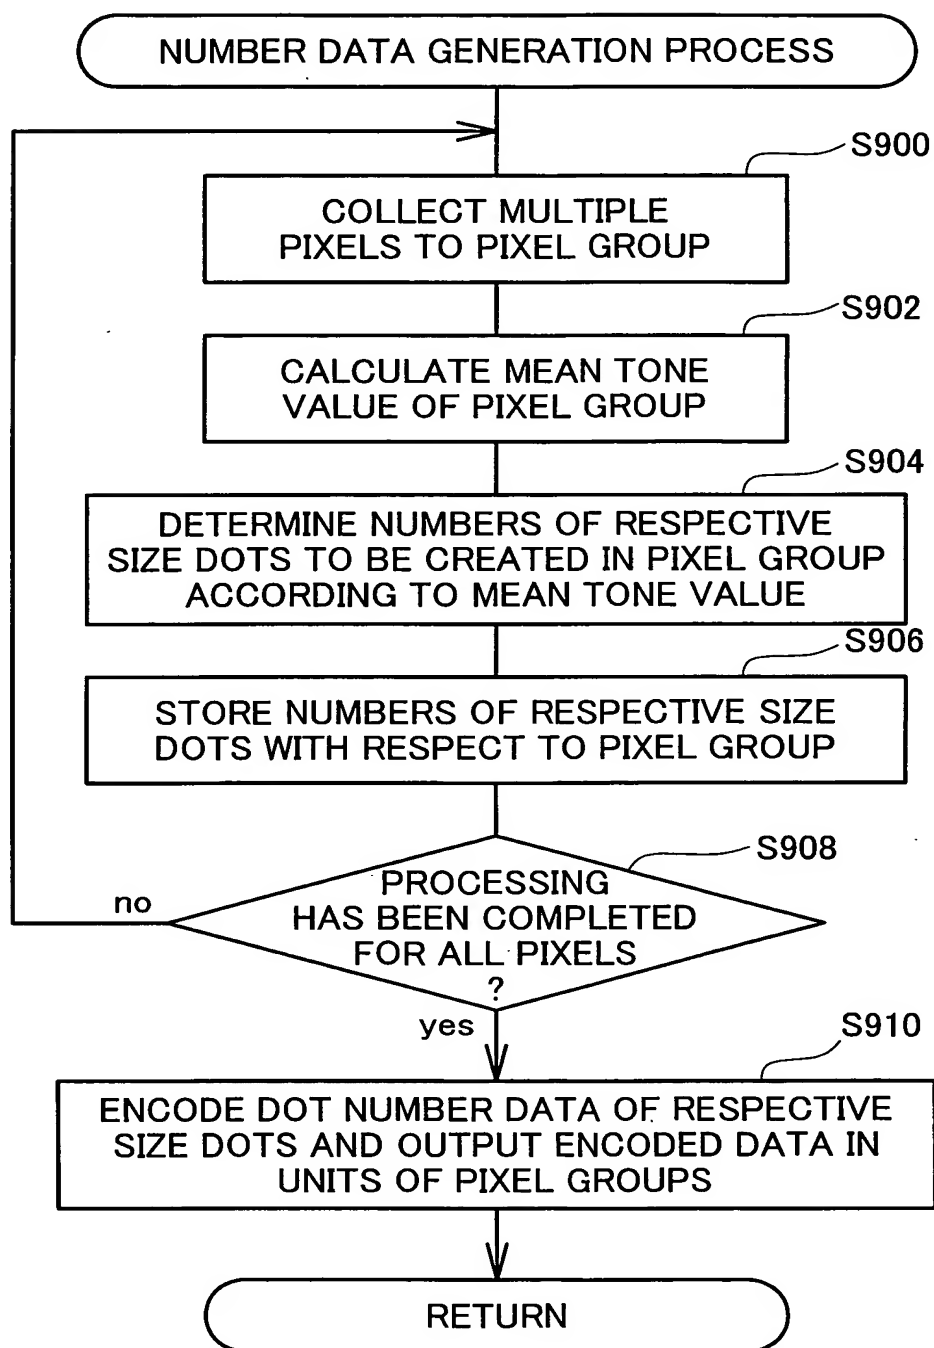 NUMBER DATA GENERATION PROCESS
S900
COLLECT MULTIPLE
PIXELS TO PIXEL GROUP
S902
CALCULATE MEAN TONE
VALUE OF PIXEL GROUP
S904
DETERMINE NUMBERS OF RESPECTIVE
SIZE DOTS TO BE CREATED IN PIXEL GROUP
ACCORDING TO MEAN TONE VALUE
S906
STORE NUMBERS OF RESPECTIVE SIZE
DOTS WITH RESPECT TO PIXEL GROUP
S908
PROCESSING
HAS BEEN COMPLETED
FOR ALL PIXELS
?
no
yes
S910
ENCODE DOT NUMBER DATA OF RESPECTIVE
SIZE DOTS AND OUTPUT ENCODED DATA IN
UNITS OF PIXEL GROUPS
RETURN